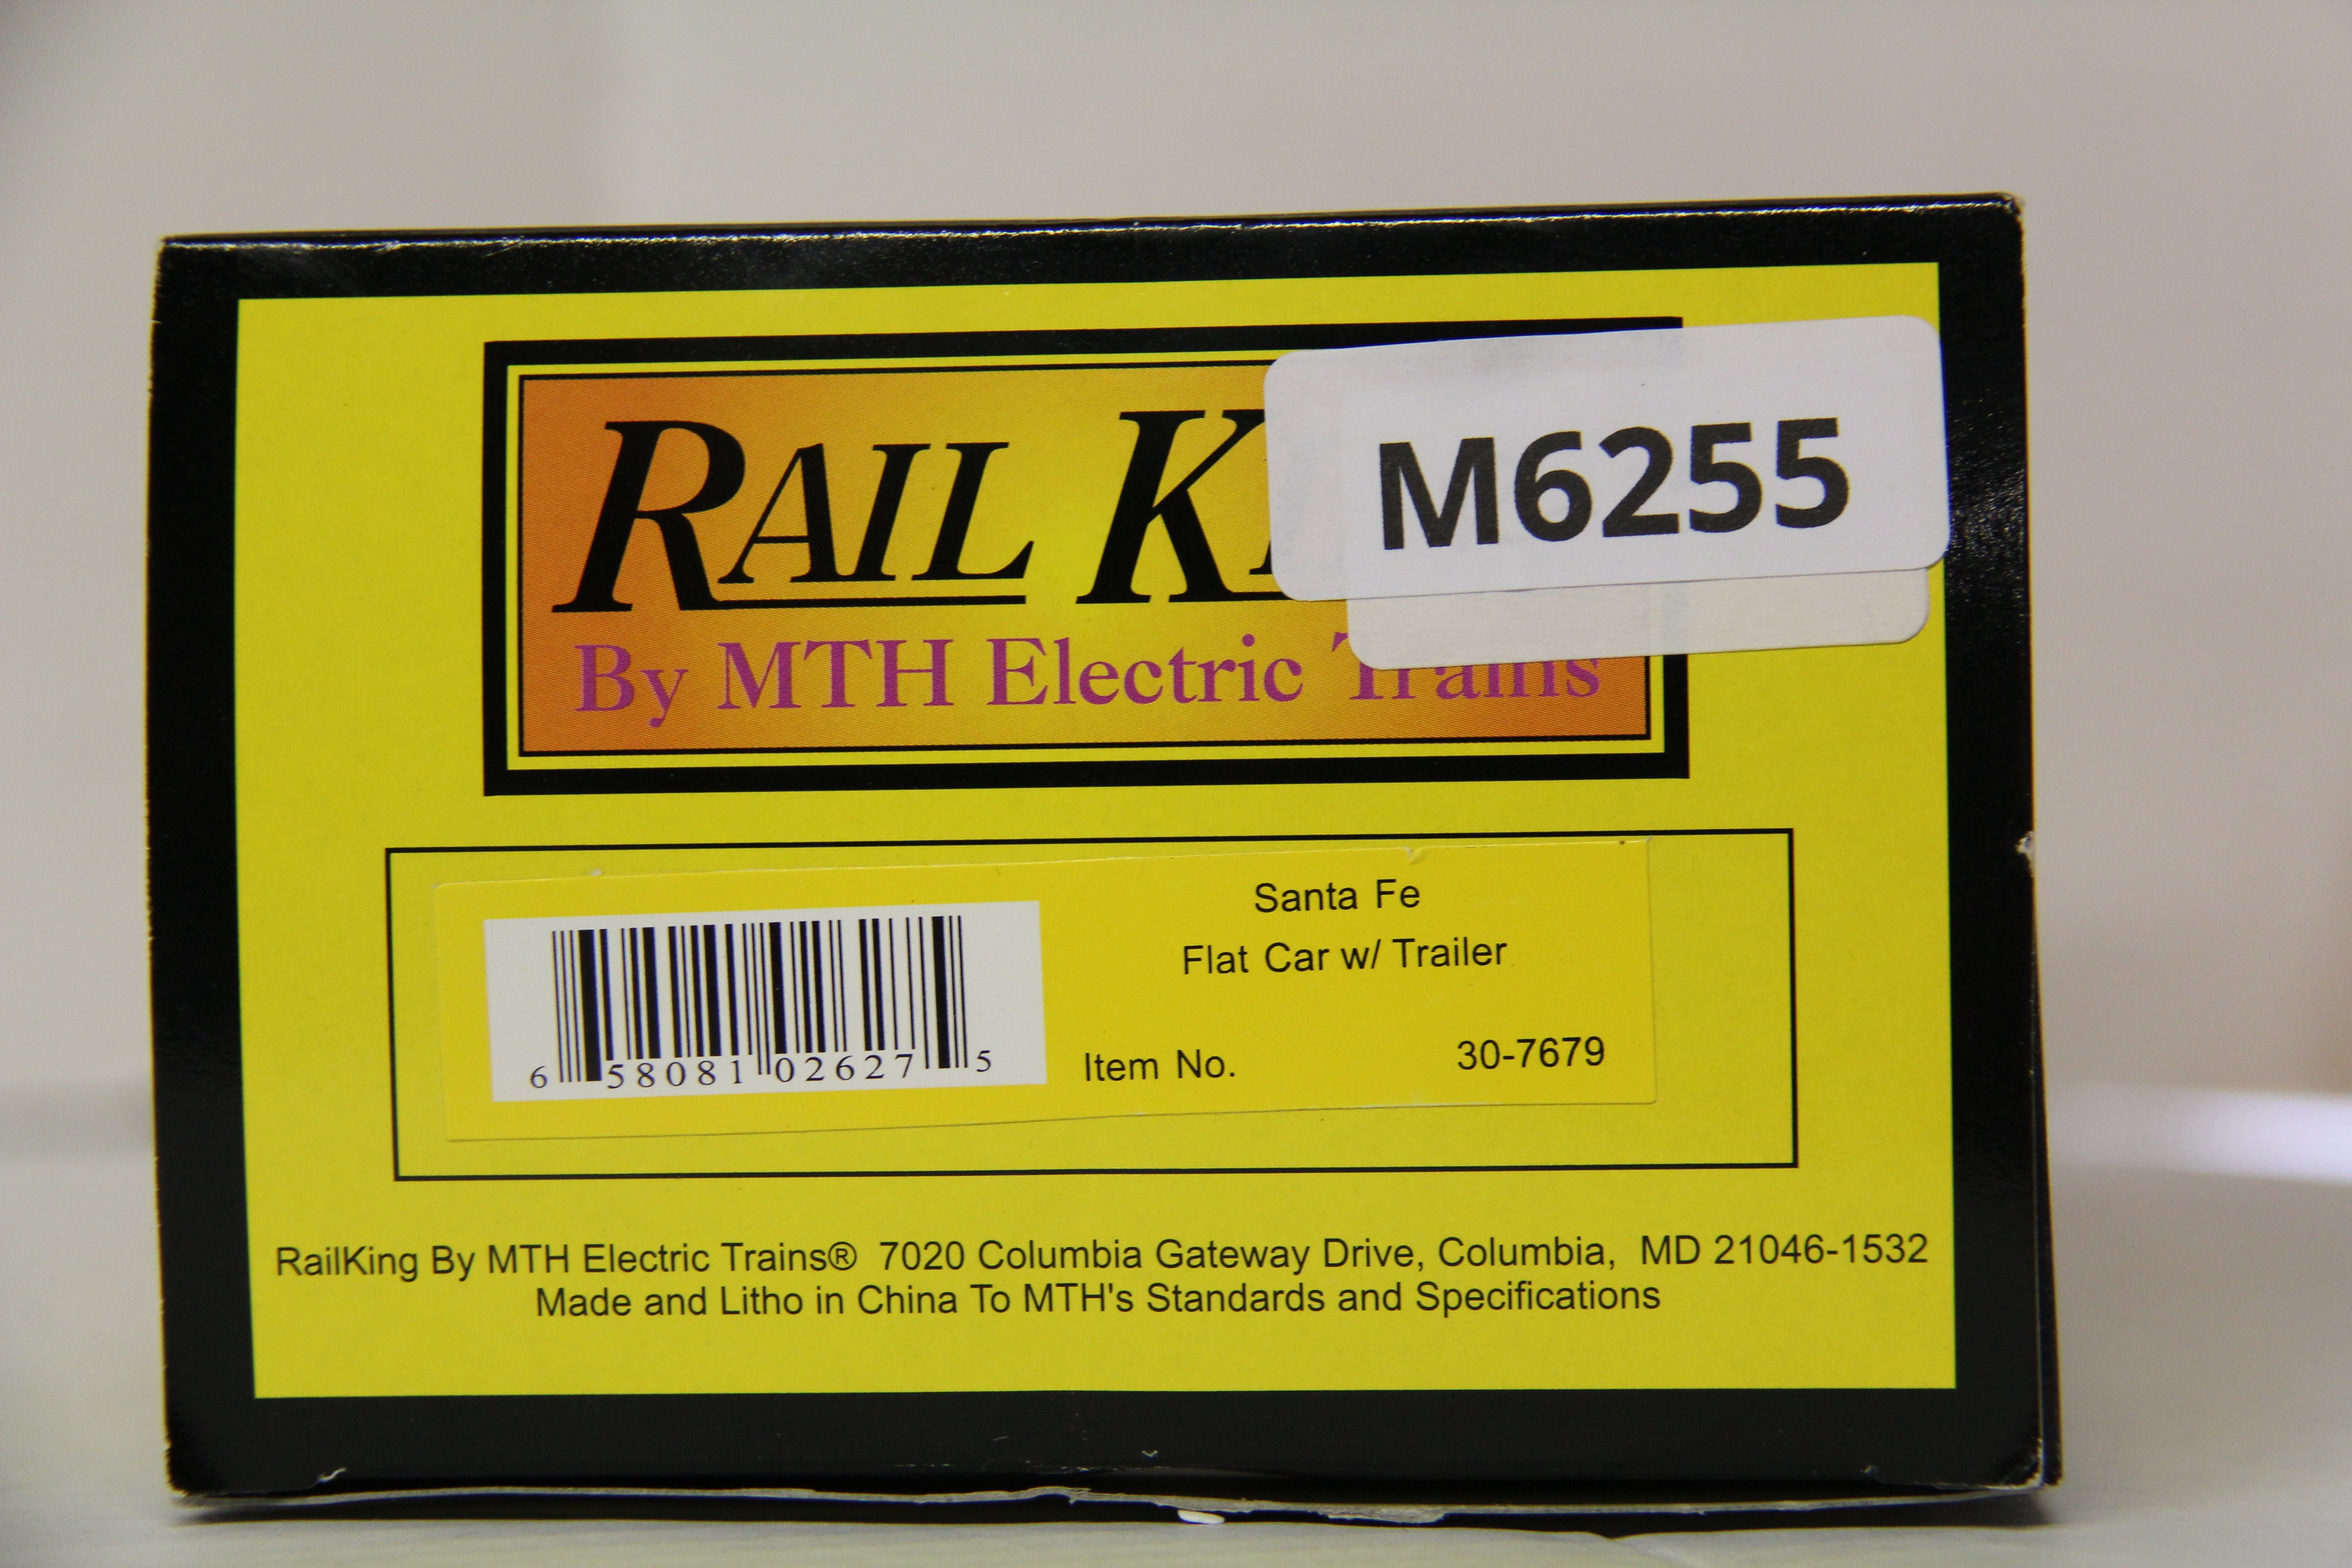 RAIL
M6255
By MTH Electric Trains
Santa Fe
Flat Car w/ Trailer
6 58081 02627 5
Item No. 30-7679
RailKing By MTH Electric Trains® 7020 Columbia Gateway Drive, Columbia, MD 21046-1532
Made and Litho in China To MTH's Standards and Specifications